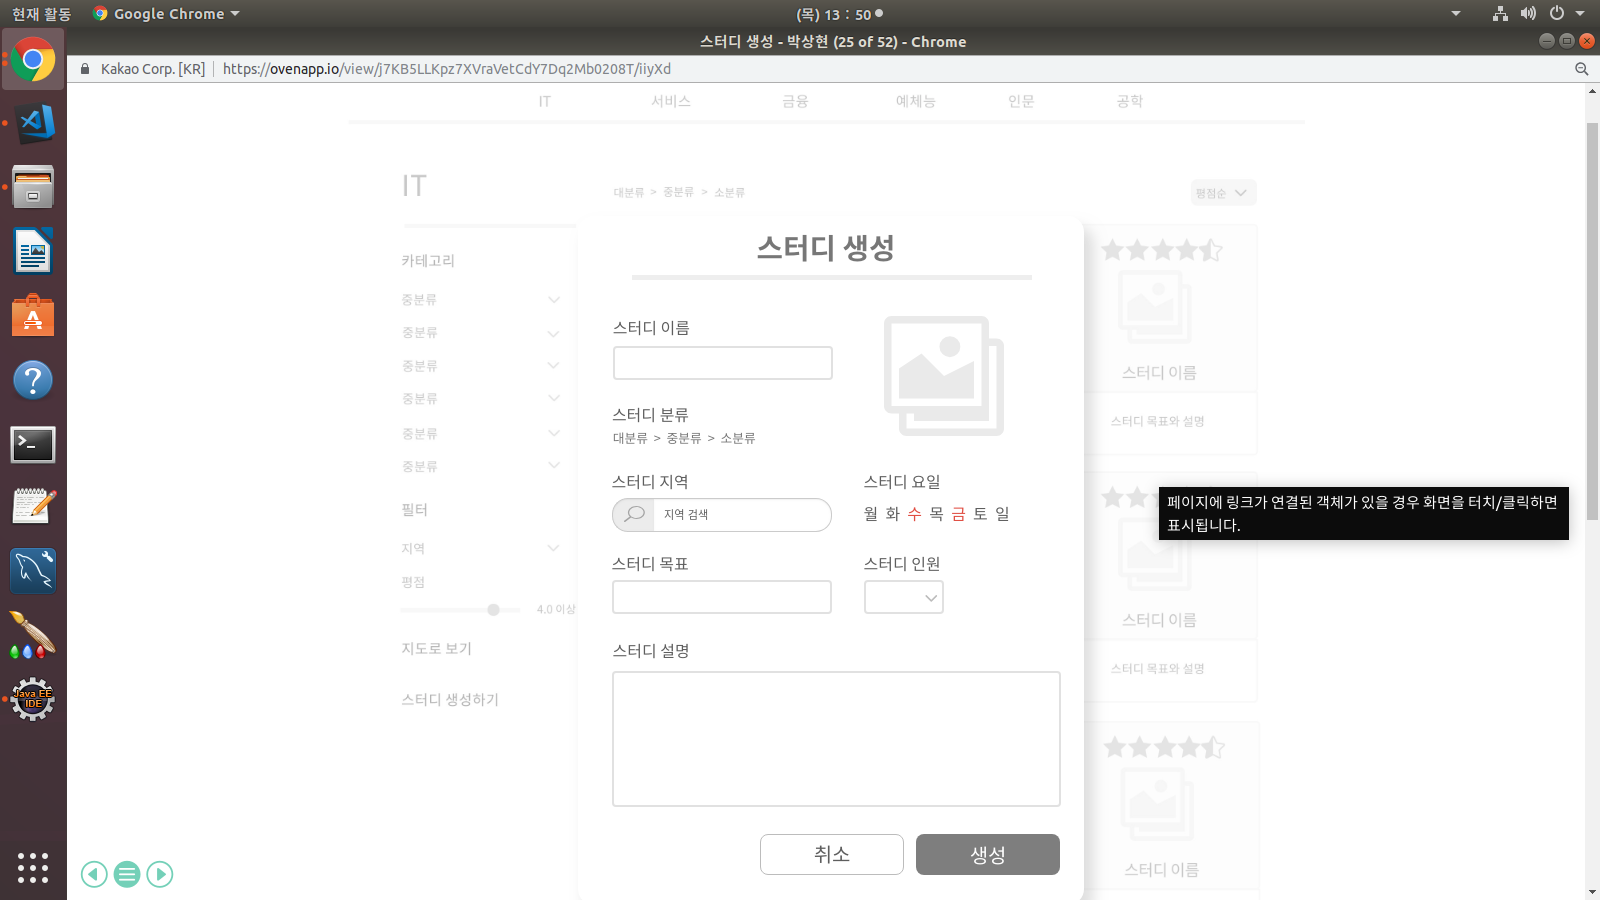 현재 활동
Google Chrome
(목) 13 : 50
스터디 생성 - 박상현 (25 of 52) - Chrome
Kakao Corp. [KR]
https://ovenapp.io/view/j7KB5LLKpz7XVraVetCdY7Dq2Mb0208T/iiyXd
IT 서비스 금융 예체능 인문 공학
IT
대분류 > 중분류 > 소분류
평점순
카테고리
중분류
중분류
중분류
중분류
중분류
중분류
필터
지역
평점
4.0 이상
지도로 보기
스터디 생성하기
스터디 생성
스터디 이름
스터디 분류
대분류 > 중분류 > 소분류
스터디 지역
지역 검색
스터디 요일
월 화 수 목 금 토 일
스터디 목표
스터디 인원
스터디 설명
취소
생성
스터디 이름
스터디 목표와 설명
페이지에 링크가 연결된 객체가 있을 경우 화면을 터치/클릭하면
표시됩니다.
스터디 이름
스터디 목표와 설명
스터디 이름
Java EE
IDE